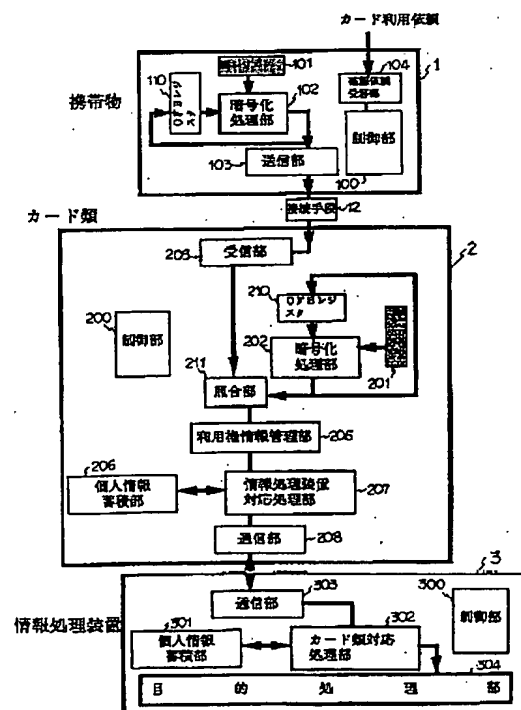 カード利用依頼
1
101
104
110
携帯物
OFBレジスタ
暗号化
処理部
102
受容部
制御部
103
送信部
100
接続手段
12
カード類
205
受信部
2
210
OFBレジ
スタ
200
制御部
202
暗号化
処理部
201
211
照合部
利用権情報管理部
205
206
個人情報
蓄積部
情報処理装置
対応処理部
207
通信部
208
3
303
300
通信部
制御部
情報処理装置
301
302
個人情報
蓄積部
カード類対応
処理部
304
目的処理部